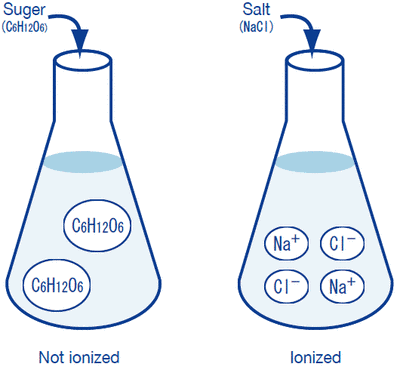 Suger
(C6H12O6)
C6H12O6
C6H12O6
Not ionized
Salt
(NaCl)
Na+ Cl−
Cl− Na+
Ionized